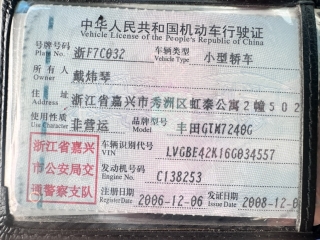 中华人民共和国机动车行驶证
Vehicle License of the People's Republic of China
号牌号码 浙F7C032 车辆类型 小型轿车
Plate No. Vehicle Type
所有人 戴炜琴
Owner
住址 浙江省嘉兴市秀洲区虹秦公寓2幢502
使用性质 非营运 品牌型号 丰田GTM7240G
浙江省嘉兴
市公安局交
通警察支队
车辆识别代号 LVGBE42K16G034557
VIN
发动机号码 C138253
Engine No.
注册日期 2006-12-06 发证日期 2008-12-0
Register Date Issue Date